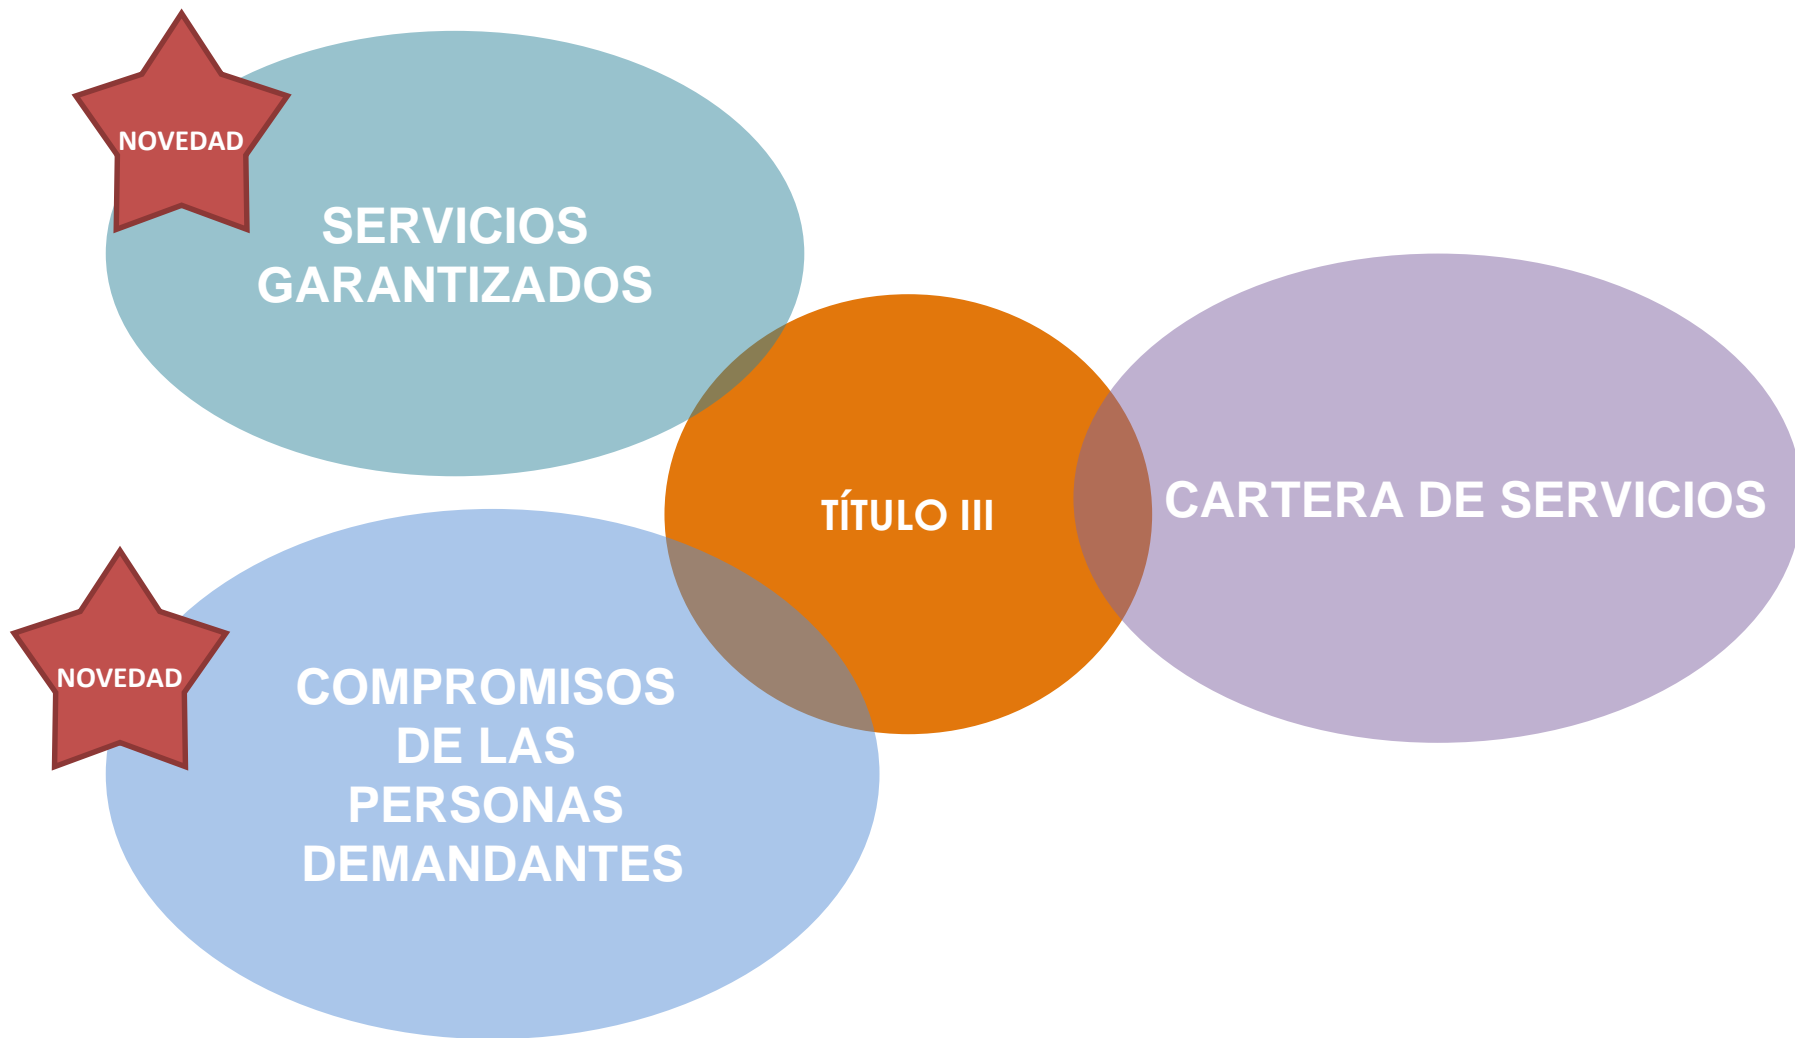 NOVEDAD
SERVICIOS
GARANTIZADOS
TÍTULO III
CARTERA DE SERVICIOS
NOVEDAD
COMPROMISOS
DE LAS
PERSONAS
DEMANDANTES